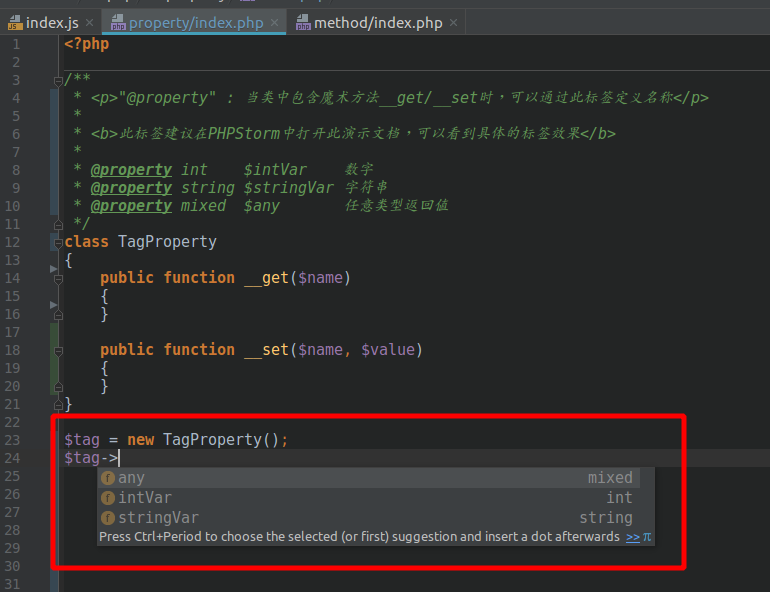 index.js
property/index.php
method/index.php
1 <?php
2
3 /**
4 * <p>"@property" : 当类中包含魔术方法__get/__set时，可以通过此标签定义名称</p>
5 *
6 * <b>此标签建议在PHPStorm中打开此演示文档，可以看到具体的标签效果</b>
7 *
8 * @property int $intVar 数字
9 * @property string $stringVar 字符串
10 * @property mixed $any 任意类型返回值
11 */
12 class TagProperty
13 {
14 public function __get($name)
15 {
16 }
17
18 public function __set($name, $value)
19 {
20 }
21 }
22
23 $tag = new TagProperty();
24 $tag->
25 any mixed
26 intVar int
27 stringVar string
28 Press Ctrl+Period to choose the selected (or first) suggestion and insert a dot afterwards >> π
29
30
31